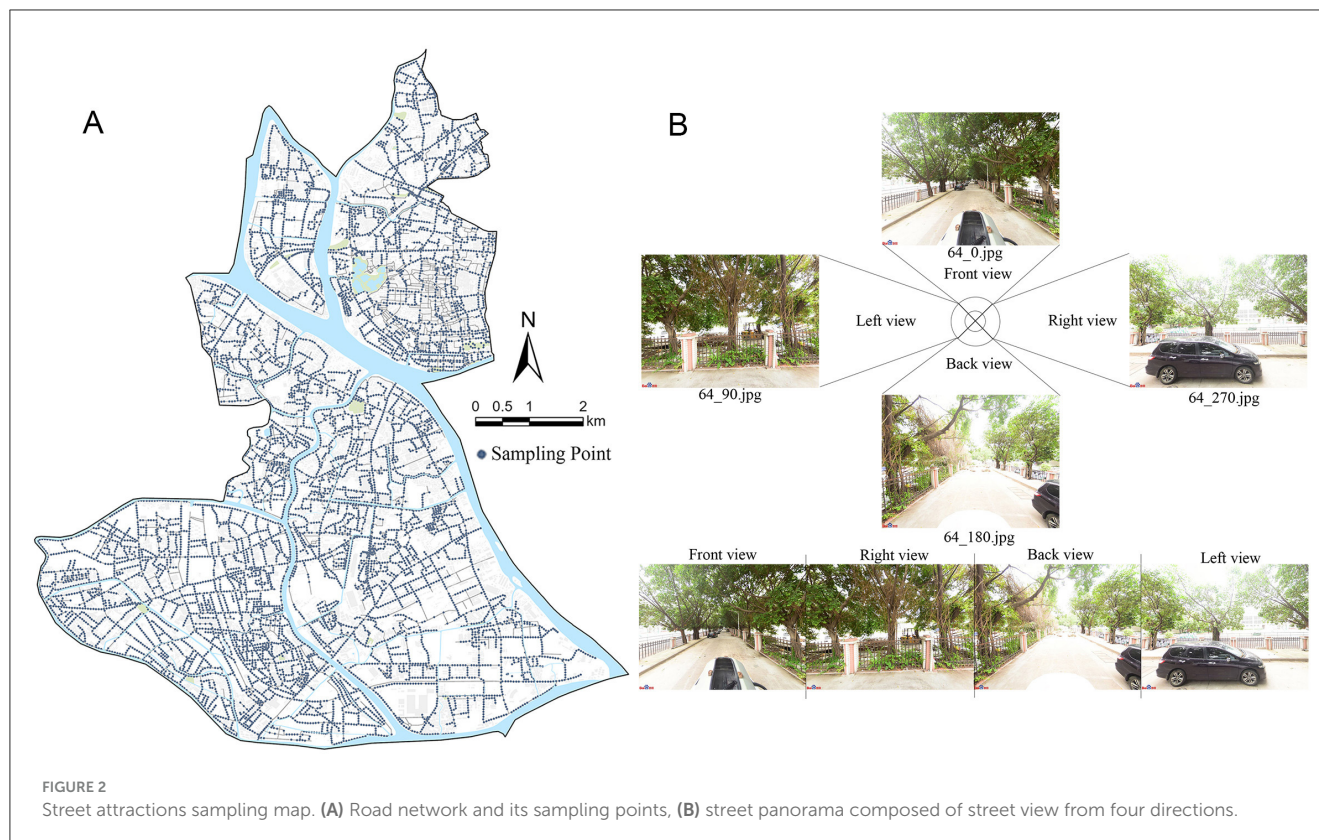 A
B
64_0.jpg
Front view
Left view
Right view
Back view
64_90.jpg
64_270.jpg
64_180.jpg
N
0 0.5 1 2
km
Sampling Point
Front view
Right view
Back view
Left view
FIGURE 2
Street attractions sampling map. (A) Road network and its sampling points, (B) street panorama composed of street view from four directions.